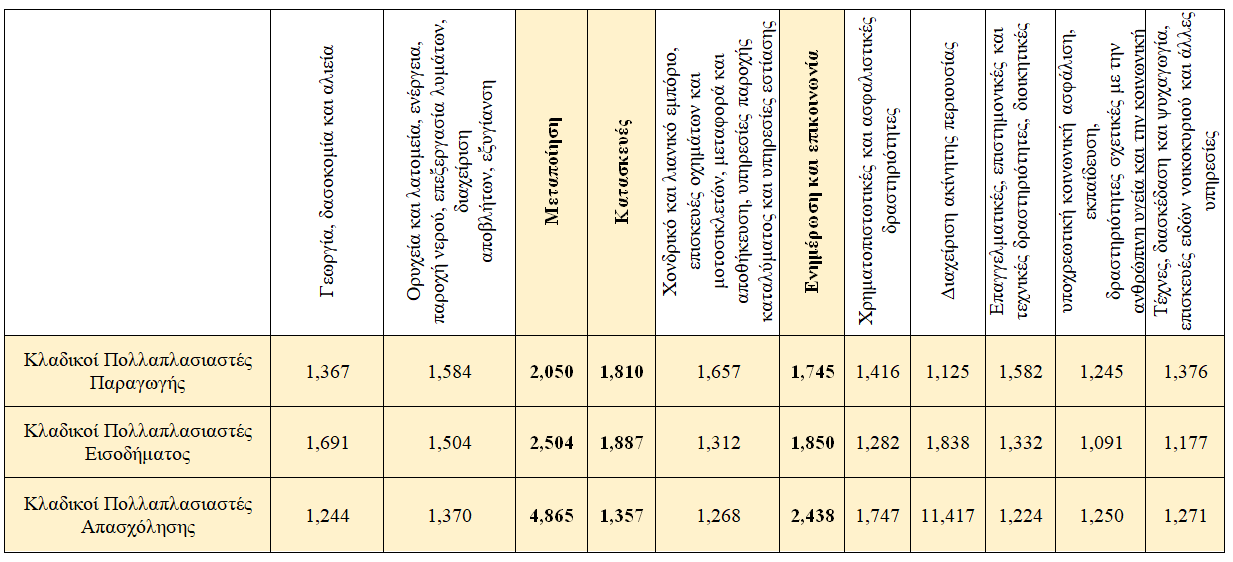 Γεωργία, δασοκομία και αλιεία
Ορυχεία και λατομεία, ενέργεια,
παροχή νερού, επεξεργασία λυμάτων,
διαχείριση
αποβλήτων, εξυγίανση
Μεταποίηση
Κατασκευές
Χονδρικό και λιανικό εμπόριο,
επισκευές οχημάτων και
μοτοσικλετών, μεταφορά και
αποθήκευση, υπηρεσίες παροχής
καταλύματος και υπηρεσίες εστίασης
Ενημέρωση και επικοινωνία
Χρηματοπιστωτικές και ασφαλιστικές
δραστηριότητες
Διαχείριση ακίνητης περιουσίας
Επαγγελματικές, επιστημονικές και
τεχνικές δραστηριότητες, διοικητικές
υποχρεωτική κοινωνική ασφάλιση,
εκπαίδευση,
δραστηριότητες σχετικές με την
ανθρώπινη υγεία και την κοινωνική
Τέχνες, διασκέδαση και ψυχαγωγία,
επισκευές ειδών νοικοκυριού και άλλες
υπηρεσίες
Κλαδικοί Πολλαπλασιαστές
Παραγωγής
1,367 1,584 2,050 1,810 1,657 1,745 1,416 1,125 1,582 1,245 1,376
Κλαδικοί Πολλαπλασιαστές
Εισοδήματος
1,691 1,504 2,504 1,887 1,312 1,850 1,282 1,838 1,332 1,091 1,177
Κλαδικοί Πολλαπλασιαστές
Απασχόλησης
1,244 1,370 4,865 1,357 1,268 2,438 1,747 11,417 1,224 1,250 1,271